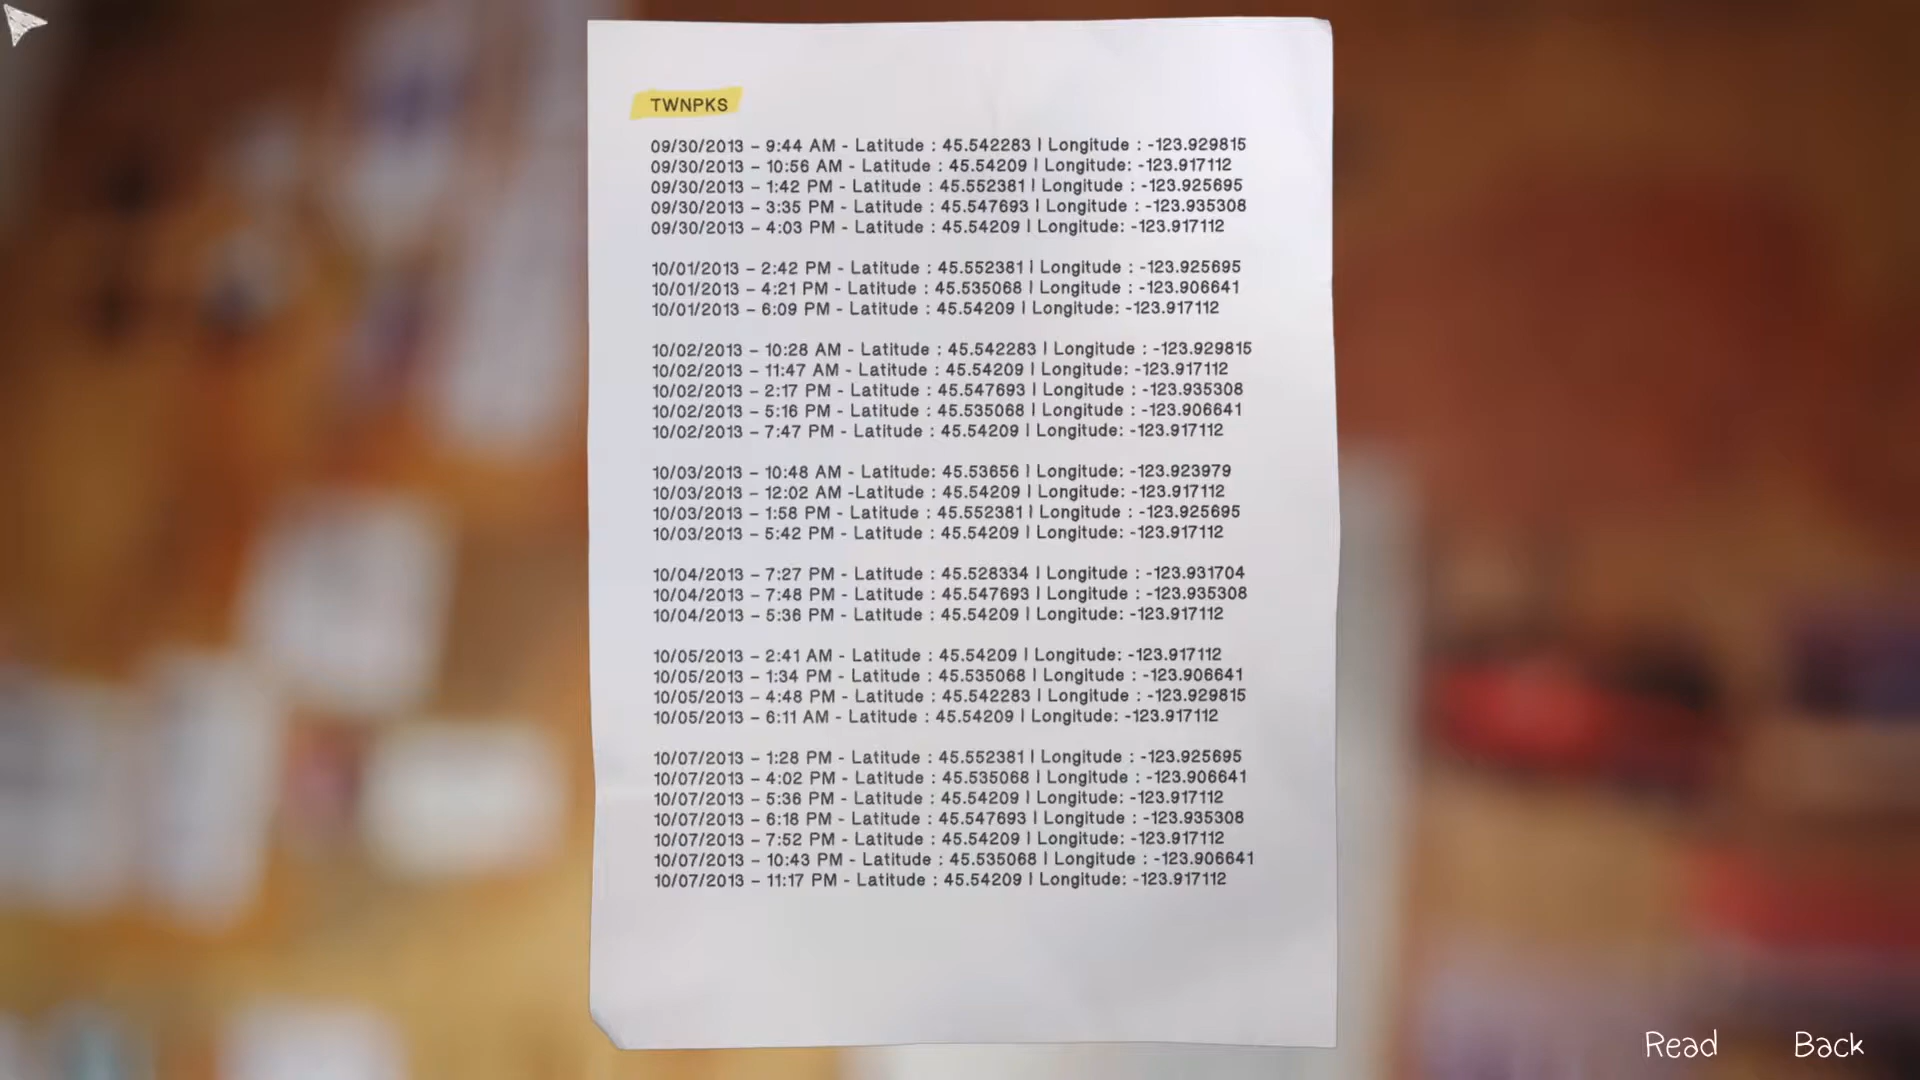 TWNPKS
09/30/2013 – 9:44 AM - Latitude : 45.542283 | Longitude : -123.929815
09/30/2013 – 10:56 AM - Latitude : 45.54209 | Longitude: -123.917112
09/30/2013 – 1:42 PM - Latitude : 45.552381 | Longitude : -123.925695
09/30/2013 – 3:35 PM - Latitude : 45.547693 | Longitude : -123.935308
09/30/2013 – 4:03 PM - Latitude : 45.54209 | Longitude: -123.917112
10/01/2013 – 2:42 PM - Latitude : 45.552381 | Longitude : -123.925695
10/01/2013 – 4:21 PM - Latitude : 45.535068 | Longitude : -123.906641
10/01/2013 – 6:09 PM - Latitude : 45.54209 | Longitude: -123.917112
10/02/2013 – 10:28 AM - Latitude : 45.542283 | Longitude : -123.929815
10/02/2013 – 11:47 AM - Latitude : 45.54209 | Longitude: -123.917112
10/02/2013 – 2:17 PM - Latitude : 45.547693 | Longitude : -123.935308
10/02/2013 – 5:16 PM - Latitude : 45.535068 | Longitude : -123.906641
10/02/2013 – 7:47 PM - Latitude : 45.54209 | Longitude: -123.917112
10/03/2013 – 10:48 AM - Latitude: 45.53656 | Longitude: -123.923979
10/03/2013 – 12:02 AM -Latitude : 45.54209 | Longitude: -123.917112
10/03/2013 – 1:58 PM - Latitude : 45.552381 | Longitude : -123.925695
10/03/2013 – 5:42 PM - Latitude : 45.54209 | Longitude: -123.917112
10/04/2013 – 7:27 PM - Latitude : 45.528334 | Longitude : -123.931704
10/04/2013 – 7:48 PM - Latitude : 45.547693 | Longitude : -123.935308
10/04/2013 – 5:36 PM - Latitude : 45.54209 | Longitude: -123.917112
10/05/2013 – 2:41 AM - Latitude : 45.54209 | Longitude: -123.917112
10/05/2013 – 1:34 PM - Latitude : 45.535068 | Longitude : -123.906641
10/05/2013 – 4:48 PM - Latitude : 45.542283 | Longitude : -123.929815
10/05/2013 – 6:11 AM - Latitude : 45.54209 | Longitude: -123.917112
10/07/2013 – 1:28 PM - Latitude : 45.552381 | Longitude : -123.925695
10/07/2013 – 4:02 PM - Latitude : 45.535068 | Longitude : -123.906641
10/07/2013 – 5:36 PM - Latitude : 45.54209 | Longitude: -123.917112
10/07/2013 – 6:18 PM - Latitude : 45.547693 | Longitude : -123.935308
10/07/2013 – 7:52 PM - Latitude : 45.54209 | Longitude: -123.917112
10/07/2013 – 10:43 PM - Latitude : 45.535068 | Longitude : -123.906641
10/07/2013 – 11:17 PM - Latitude : 45.54209 | Longitude: -123.917112
Read Back